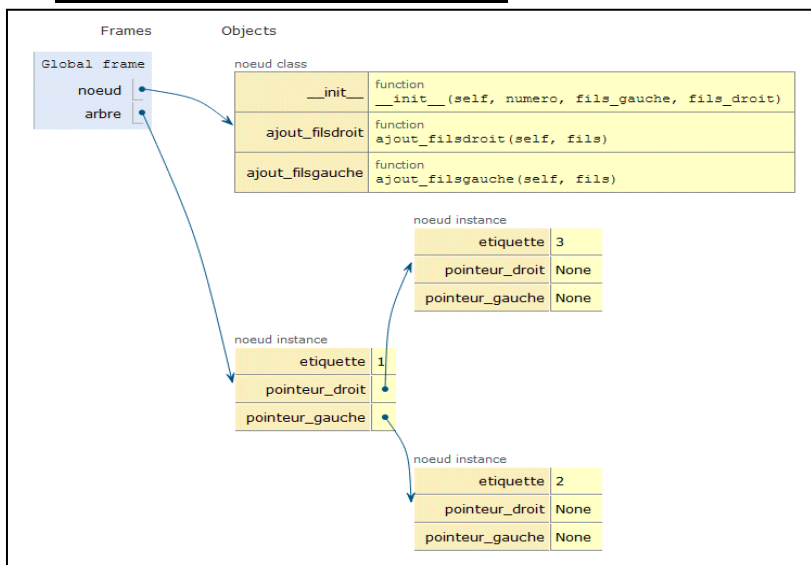 Frames Objects
Global frame
noeud
arbre
noeud class
__init__ function
__init__(self, numero, fils_gauche, fils_droit)
ajout_filsdroit function
ajout_filsdroit(self, fils)
ajout_filsgauche function
ajout_filsgauche(self, fils)
noeud instance
etiquette 3
pointeur_droit None
pointeur_gauche None
noeud instance
etiquette 1
pointeur_droit
pointeur_gauche
noeud instance
etiquette 2
pointeur_droit None
pointeur_gauche None